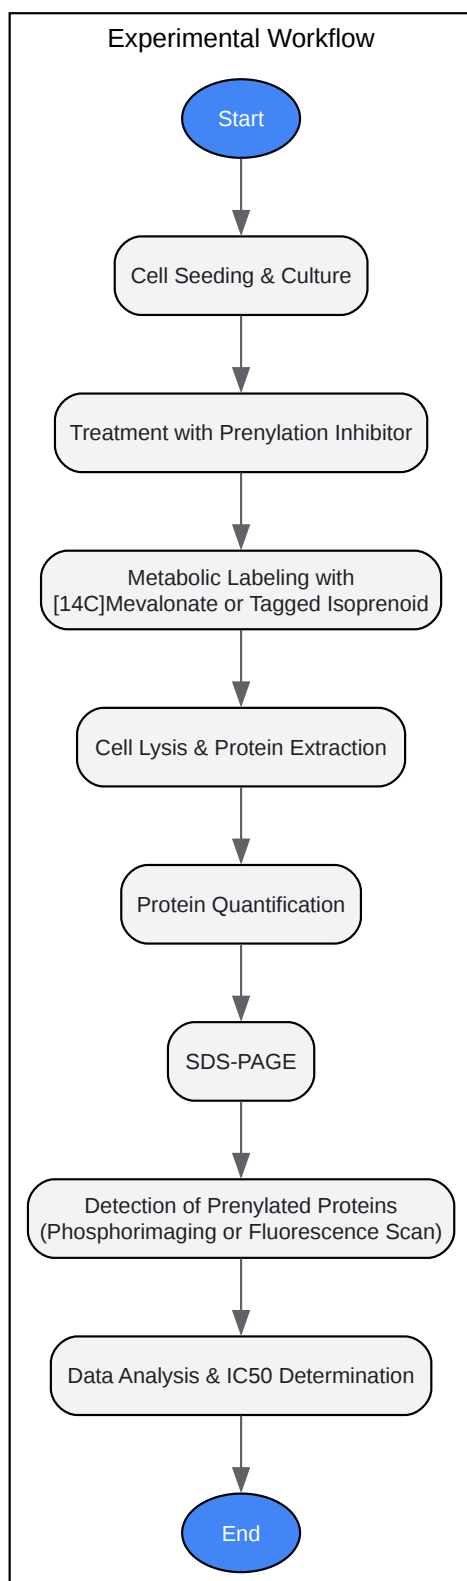 Experimental Workflow
Start
Cell Seeding & Culture
Treatment with Prenylation Inhibitor
Metabolic Labeling with
[14C]Mevalonate or Tagged Isoprenoid
Cell Lysis & Protein Extraction
Protein Quantification
SDS-PAGE
Detection of Prenylated Proteins
(Phosphorimaging or Fluorescence Scan)
Data Analysis & IC50 Determination
End